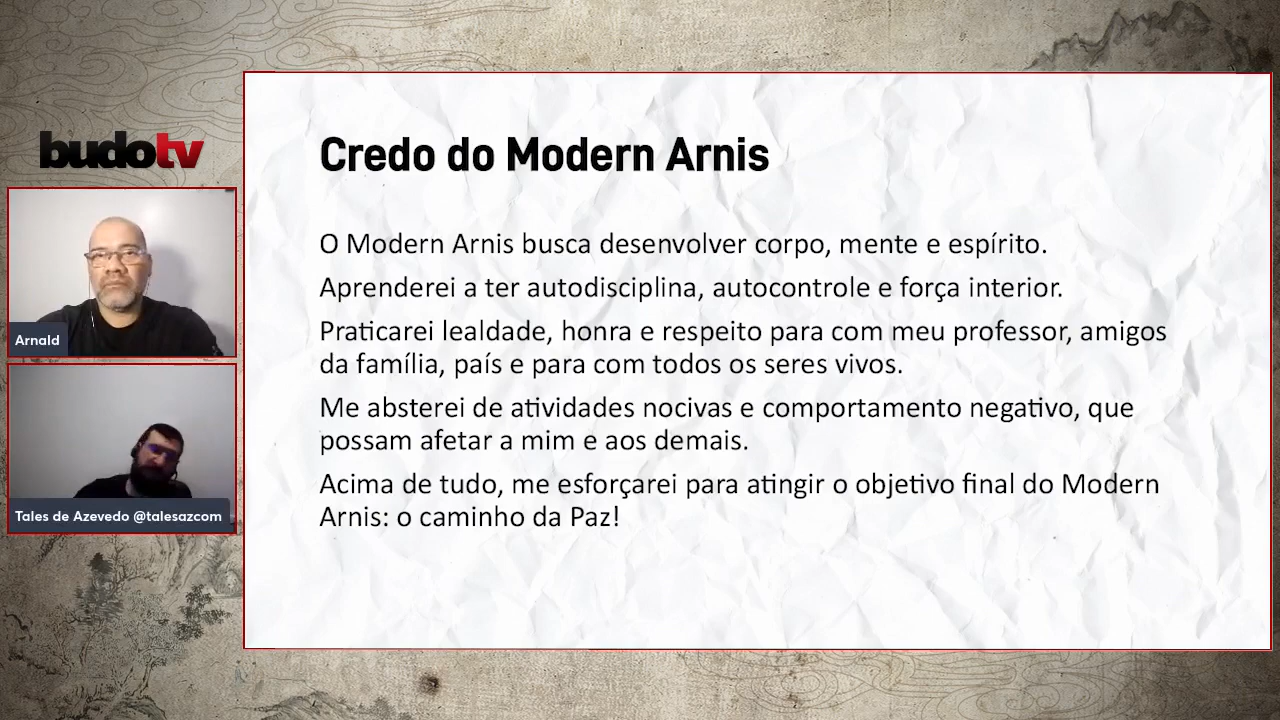 budotv
Arnald
Tales de Azevedo @talesazcom
Credo do Modern Arnis
O Modern Arnis busca desenvolver corpo, mente e espírito.
Aprenderei a ter autodisciplina, autocontrole e força interior.
Praticarei lealdade, honra e respeito para com meu professor, amigos
da família, país e para com todos os seres vivos.
Me absterei de atividades nocivas e comportamento negativo, que
possam afetar a mim e aos demais.
Acima de tudo, me esforçarei para atingir o objetivo final do Modern
Arnis: o caminho da Paz!